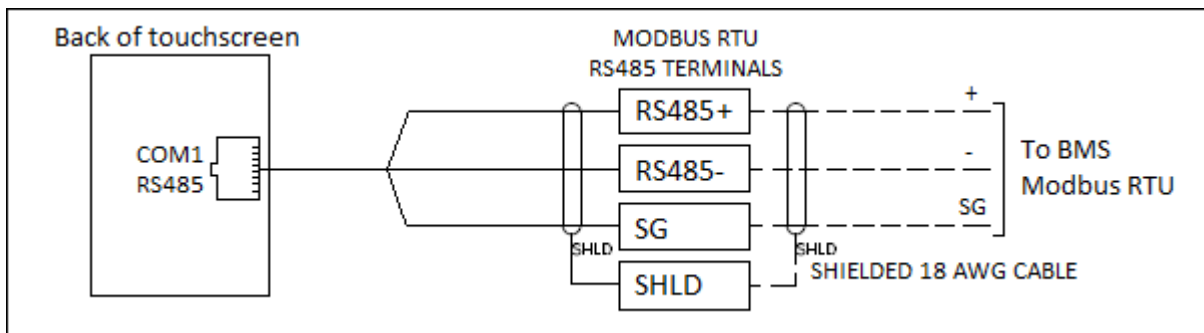 Back of touchscreen
MODBUS RTU
RS485 TERMINALS
COM1
RS485
RS485+
RS485-
SG
SHLD
SHLD
+
-
SG
To BMS
Modbus RTU
SHLD
SHIELDED 18 AWG CABLE